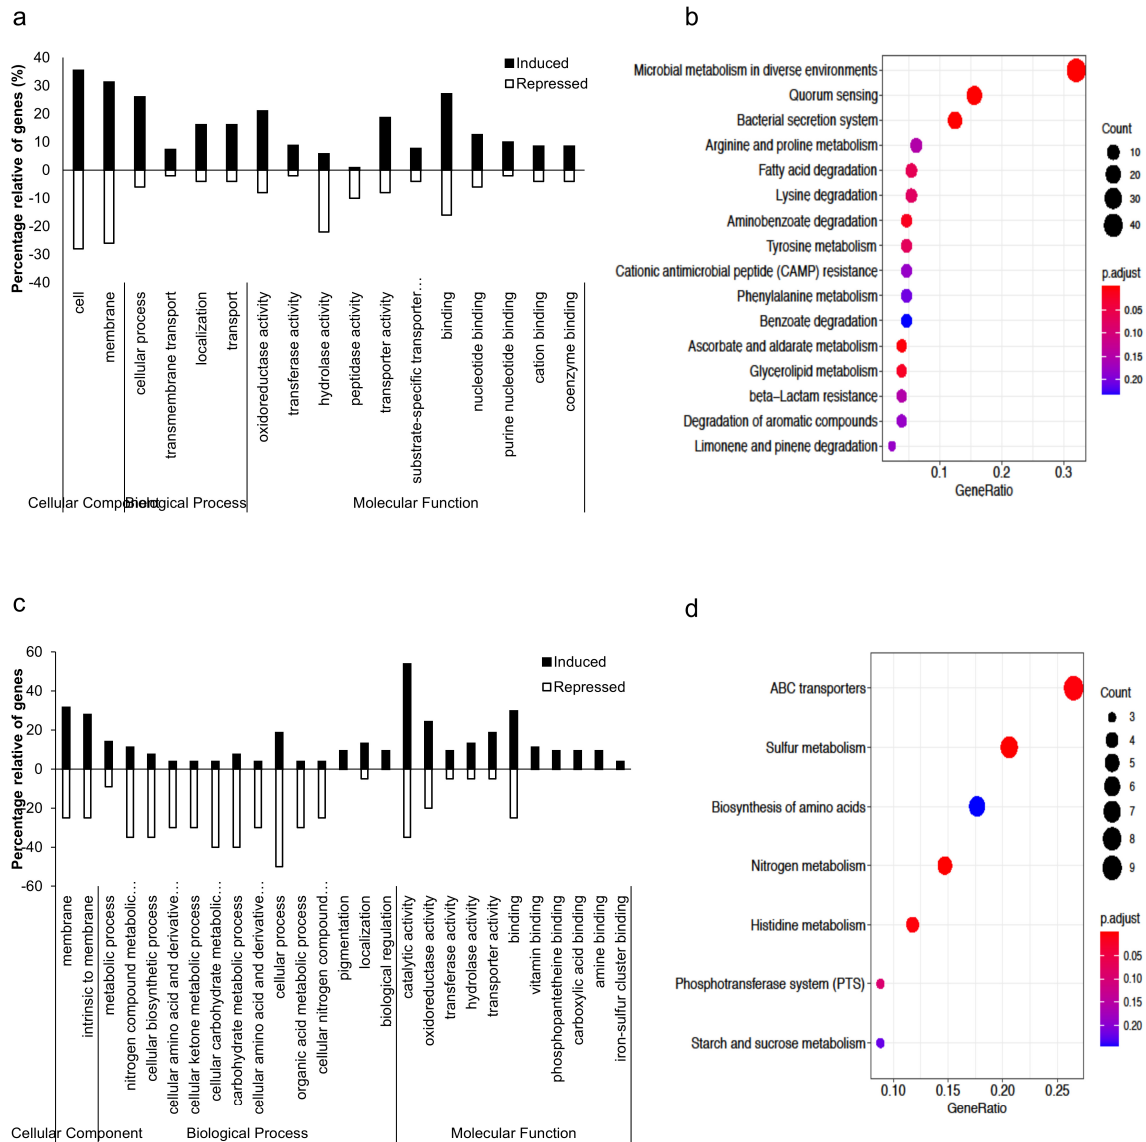 a
Percentage relative of genes (%)
40
30
20
10
0
-10
-20
-30
-40
Induced
Repressed
cell
membrane
cellular process
transmembrane transport
localization
transport
oxidoreductase activity
transferase activity
hydrolase activity
peptidase activity
transporter activity
substrate-specific transporter…
binding
nucleotide binding
purine nucleotide binding
cation binding
coenzyme binding
Cellular Component
Biological Process
Molecular Function
b
Microbial metabolism in diverse environments
Quorum sensing
Bacterial secretion system
Arginine and proline metabolism
Fatty acid degradation
Lysine degradation
Aminobenzoate degradation
Tyrosine metabolism
Cationic antimicrobial peptide (CAMP) resistance
Phenylalanine metabolism
Benzoate degradation
Ascorbate and aldarate metabolism
Glycerolipid metabolism
beta-Lactam resistance
Degradation of aromatic compounds
Limonene and pinene degradation
0.1 0.2 0.3
GeneRatio
Count
10
20
30
40
p.adjust
0.05
0.10
0.15
0.20
c
Percentage relative of genes
60
40
20
0
-20
-40
-60
Induced
Repressed
membrane
intrinsic to membrane
metabolic process
nitrogen compound metabolic…
cellular biosynthetic process
cellular amino acid and derivative…
cellular ketone metabolic process
cellular carbohydrate metabolic…
carbohydrate metabolic process
cellular amino acid and derivative…
cellular process
organic acid metabolic process
cellular nitrogen compound…
pigmentation
localization
biological regulation
catalytic activity
oxidoreductase activity
transferase activity
hydrolase activity
transporter activity
binding
vitamin binding
phosphopantetheine binding
carboxylic acid binding
amine binding
iron-sulfur cluster binding
Cellular Component
Biological Process
Molecular Function
d
ABC transporters
Sulfur metabolism
Biosynthesis of amino acids
Nitrogen metabolism
Histidine metabolism
Phosphotransferase system (PTS)
Starch and sucrose metabolism
0.10 0.15 0.20 0.25
GeneRatio
Count
3
4
5
6
7
8
9
p.adjust
0.05
0.10
0.15
0.20